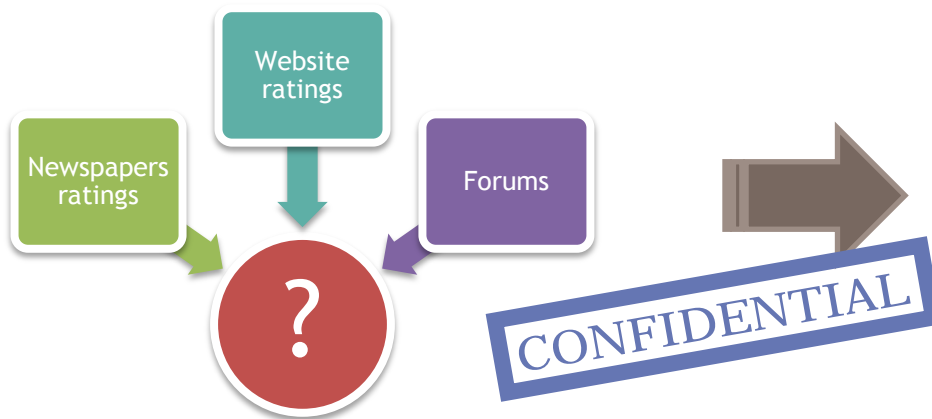 Website
ratings
Newspapers
ratings
Forums
?
CONFIDENTIAL